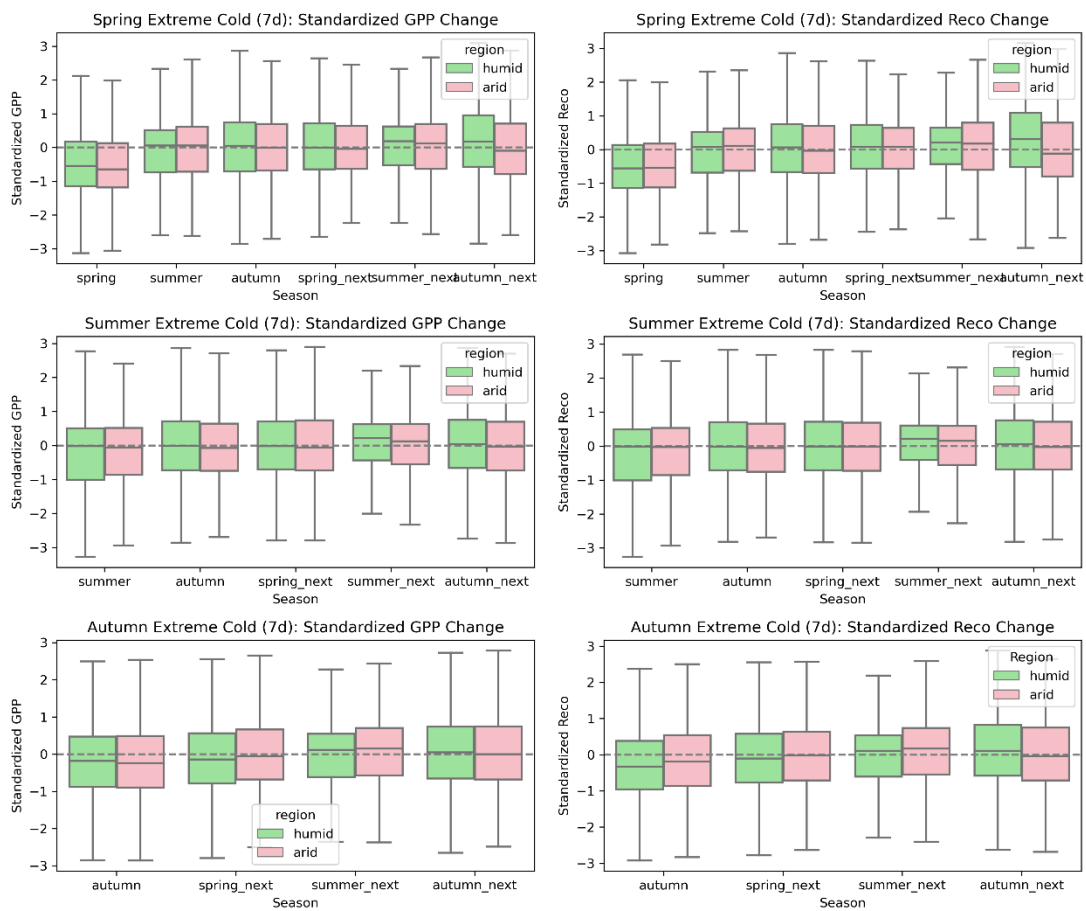 Spring Extreme Cold (7d): Standardized GPP Change
Standardized GPP
3
2
1
0
−1
−2
−3
region
humid
arid
spring
summer
autumn
spring_next
summer_next
autumn_next
Season
Spring Extreme Cold (7d): Standardized Reco Change
Standardized Reco
3
2
1
0
−1
−2
−3
region
humid
arid
spring
summer
autumn
spring_next
summer_next
autumn_next
Season
Summer Extreme Cold (7d): Standardized GPP Change
Standardized GPP
3
2
1
0
−1
−2
−3
region
humid
arid
summer
autumn
spring_next
summer_next
autumn_next
Season
Summer Extreme Cold (7d): Standardized Reco Change
Standardized Reco
3
2
1
0
−1
−2
−3
region
humid
arid
summer
autumn
spring_next
summer_next
autumn_next
Season
Autumn Extreme Cold (7d): Standardized GPP Change
Standardized GPP
3
2
1
0
−1
−2
−3
region
humid
arid
autumn
spring_next
summer_next
autumn_next
Season
Autumn Extreme Cold (7d): Standardized Reco Change
Standardized Reco
3
2
1
0
−1
−2
−3
Region
humid
arid
autumn
spring_next
summer_next
autumn_next
Season